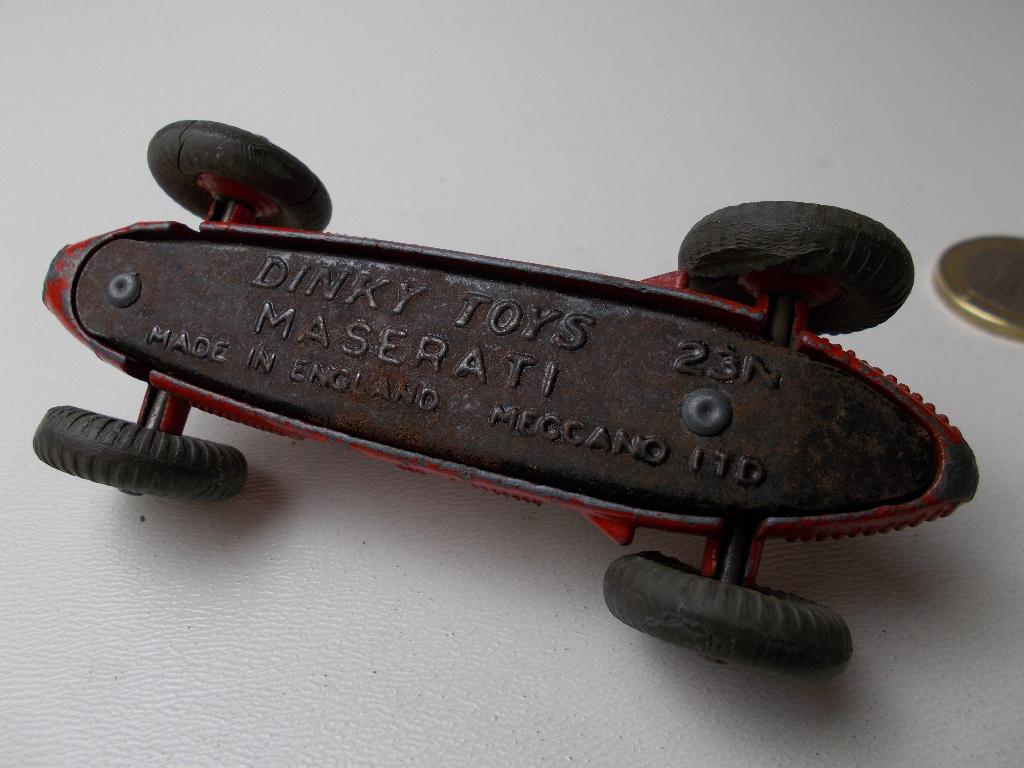 DINKY TOYS
MASERATI
23N
MADE IN ENGLAND MECCANO LTD